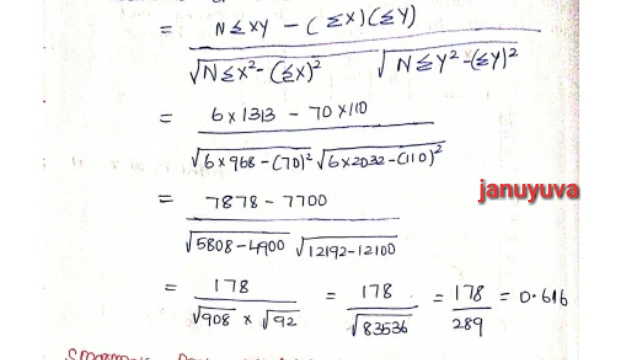 = N ≤ XY - ( ≤X) (≤Y) / √N≤X² - (≤X)² √N≤Y² - (≤Y)²
= 6 x 1313 - 70 x 110 / √6 x 968 - (70)² √6 x 2032 - (110)²
januyuva
= 7878 - 7700 / √5808 - 4900 √12192 - 12100
= 178 / √908 x √92 = 178 / √83536 = 178 / 289 = 0.616